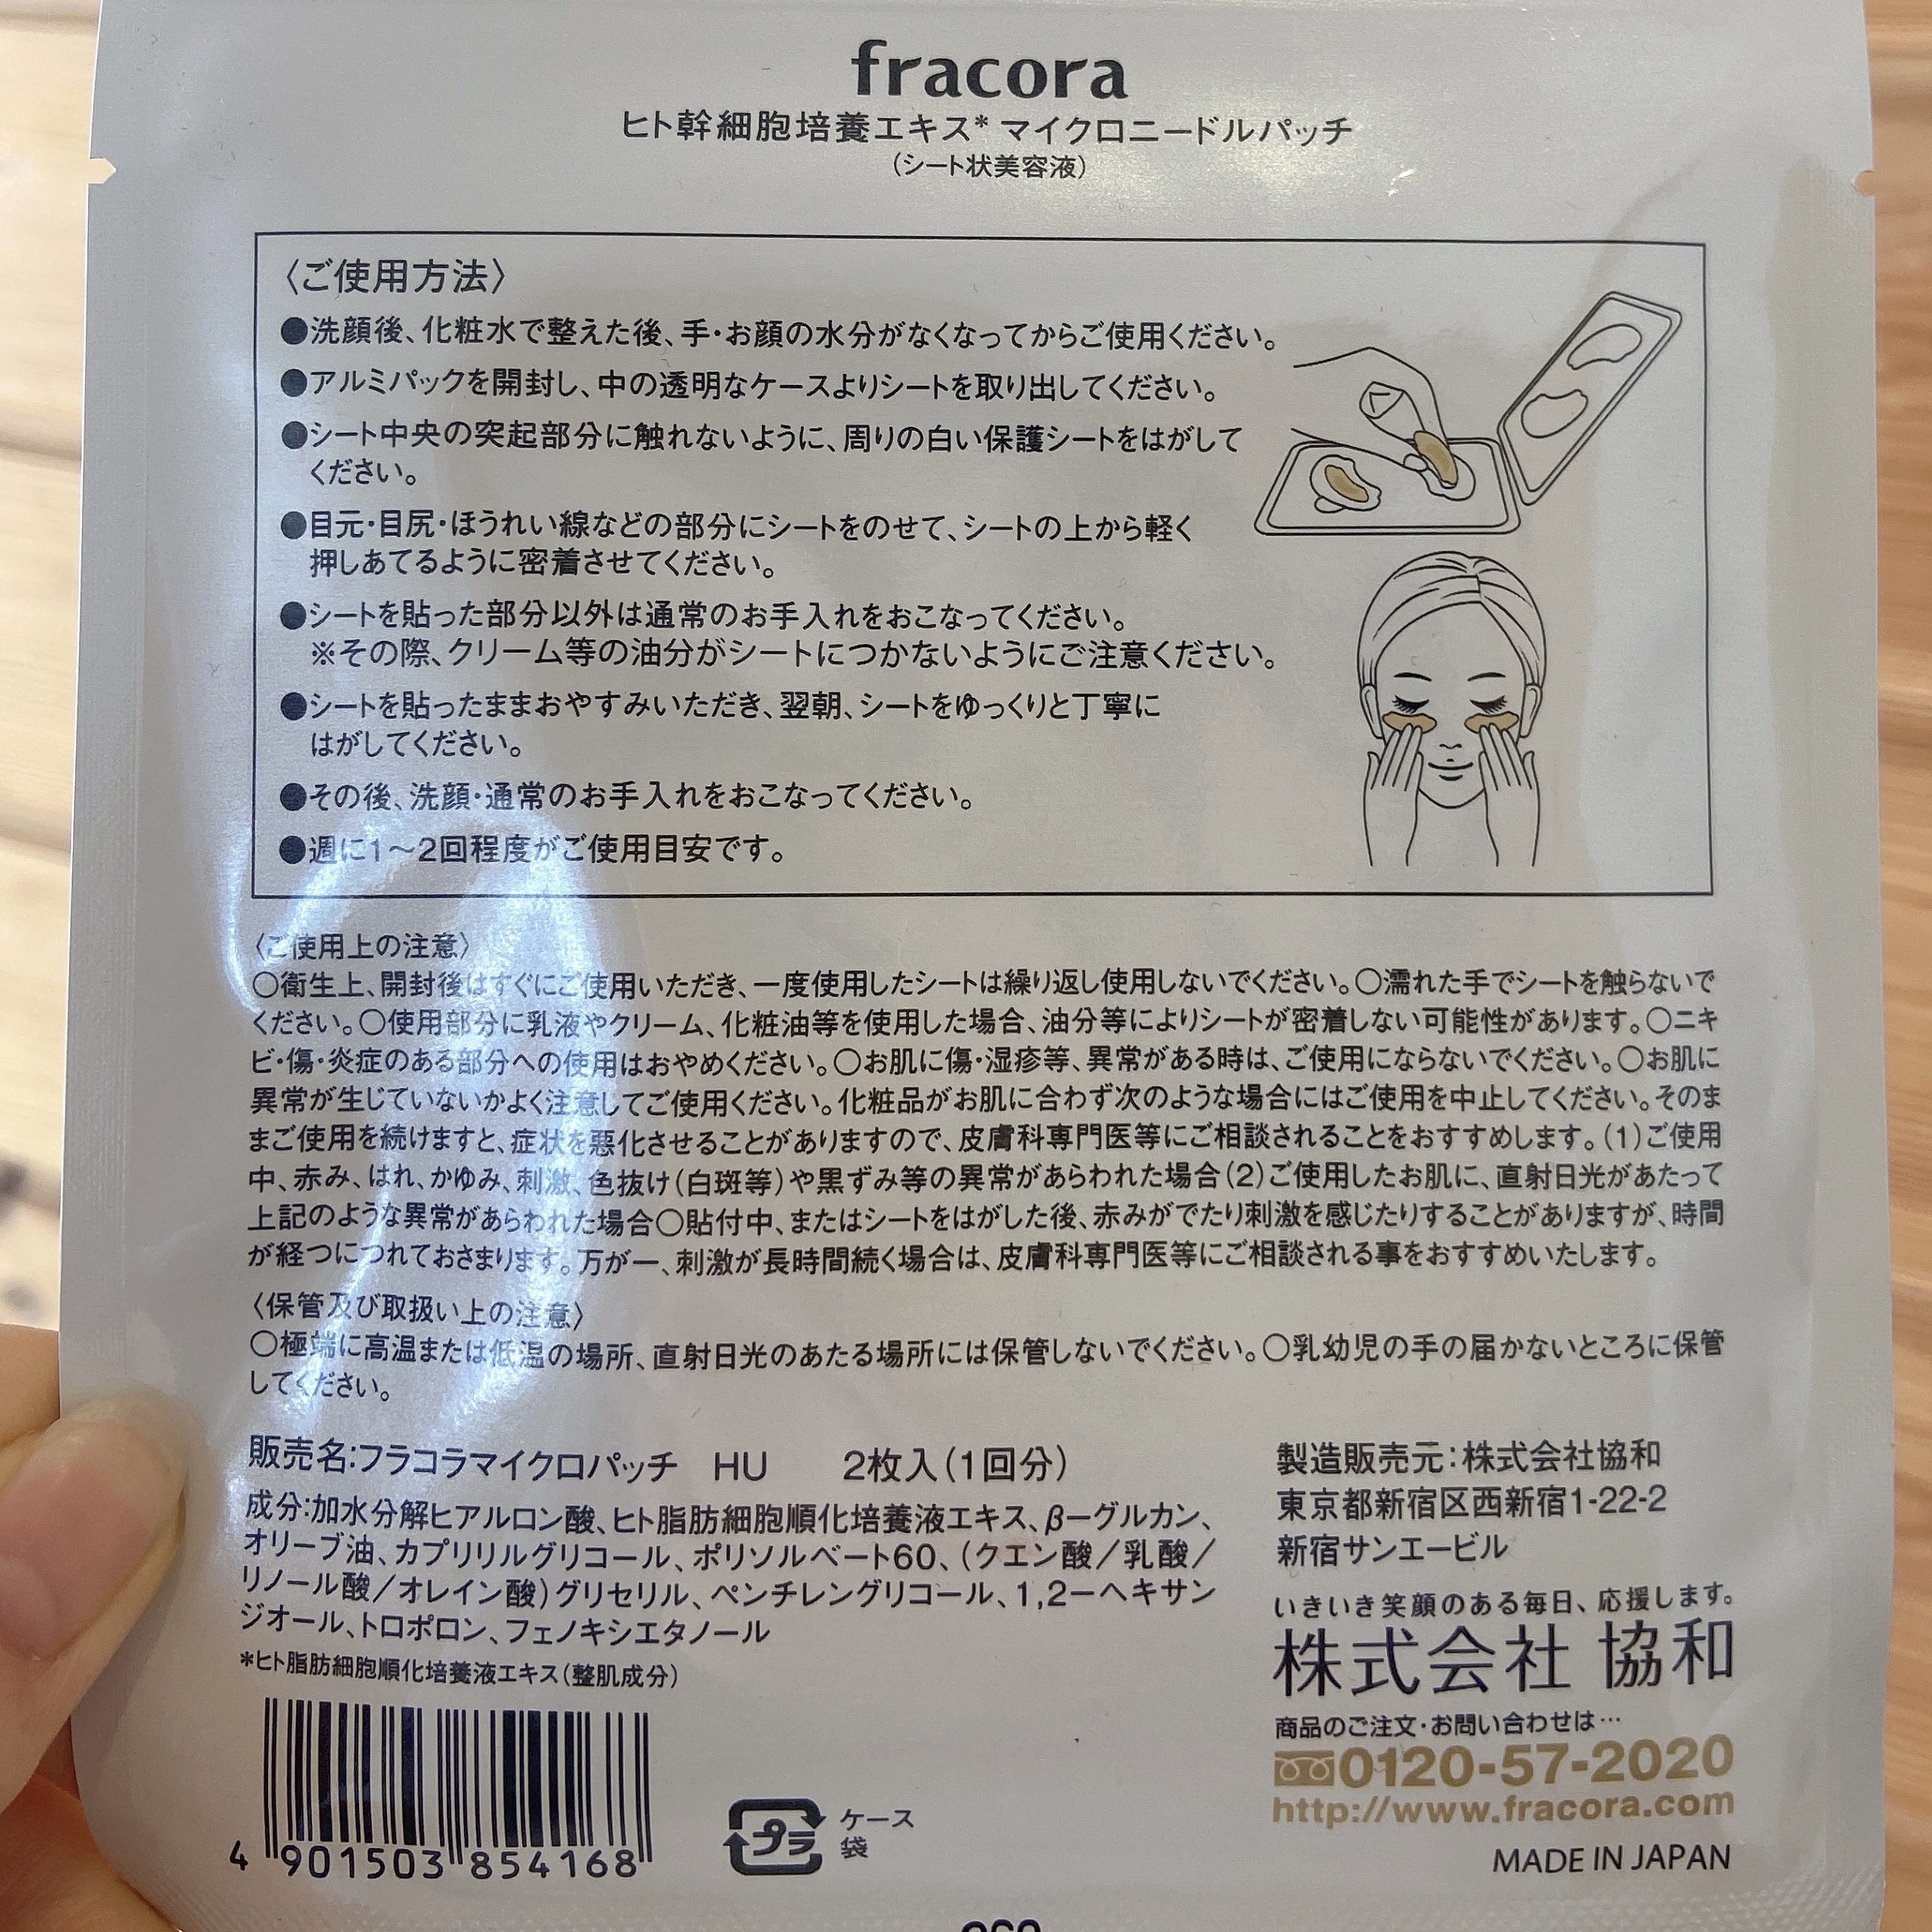 fracora
ヒト幹細胞培養エキス* マイクロニードルパッチ
(シート状美容液)
〈ご使用方法〉
●洗顔後、化粧水で整えた後、手・お顔の水分がなくなってからご使用ください。
●アルミパックを開封し、中の透明なケースよりシートを取り出してください。
●シート中央の突起部分に触れないように、周りの白い保護シートをはがして
ください。
●目元・目尻・ほうれい線などの部分にシートをのせて、シートの上から軽く
押しあてるように密着させてください。
●シートを貼った部分以外は通常のお手入れをおこなってください。
※その際、クリーム等の油分がシートにつかないようにご注意ください。
●シートを貼ったままおやすみいただき、翌朝、シートをゆっくりと丁寧に
はがしてください。
●その後、洗顔・通常のお手入れをおこなってください。
●週に1〜2回程度がご使用目安です。
〈ご使用上の注意〉
○衛生上、開封後はすぐにご使用いただき、一度使用したシートは繰り返し使用しないでください。○濡れた手でシートを触らないで
ください。○使用部分に乳液やクリーム、化粧油等を使用した場合、油分等によりシートが密着しない可能性があります。○ニキ
ビ・傷・炎症のある部分への使用はおやめください。○お肌に傷・湿疹等、異常がある時は、ご使用にならないでください。○お肌に
異常が生じていないかよく注意してご使用ください。化粧品がお肌に合わず次のような場合にはご使用を中止してください。そのま
まご使用を続けますと、症状を悪化させることがありますので、皮膚科専門医等にご相談されることをおすすめします。(1)ご使用
中、赤み、はれ、かゆみ、刺激、色抜け(白斑等)や黒ずみ等の異常があらわれた場合(2)ご使用したお肌に、直射日光があたって
上記のような異常があらわれた場合○貼付中、またはシートをはがした後、赤みがでたり刺激を感じたりすることがありますが、時間
が経つにつれておさまります。万が一、刺激が長時間続く場合は、皮膚科専門医等にご相談される事をおすすめいたします。
〈保管及び取扱い上の注意〉
○極端に高温または低温の場所、直射日光のあたる場所には保管しないでください。○乳幼児の手の届かないところに保管
してください。
販売名:フラコラマイクロパッチ HU 2枚入(1回分)
成分:加水分解ヒアルロン酸、ヒト脂肪細胞順化培養液エキス、β−グルカン、
オリーブ油、カプリリルグリコール、ポリソルベート60、(クエン酸/乳酸/
リノール酸/オレイン酸)グリセリル、ペンチレングリコール、1,2−ヘキサン
ジオール、トロポロン、フェノキシエタノール
*ヒト脂肪細胞順化培養液エキス(整肌成分)
4 901503 854168
プラ
ケース
袋
製造販売元:株式会社協和
東京都新宿区西新宿1-22-2
新宿サンエービル
いきいき笑顔のある毎日、応援します。
株式会社 協和
商品のご注文・お問い合わせは…
0120-57-2020
http://www.fracora.com
MADE IN JAPAN